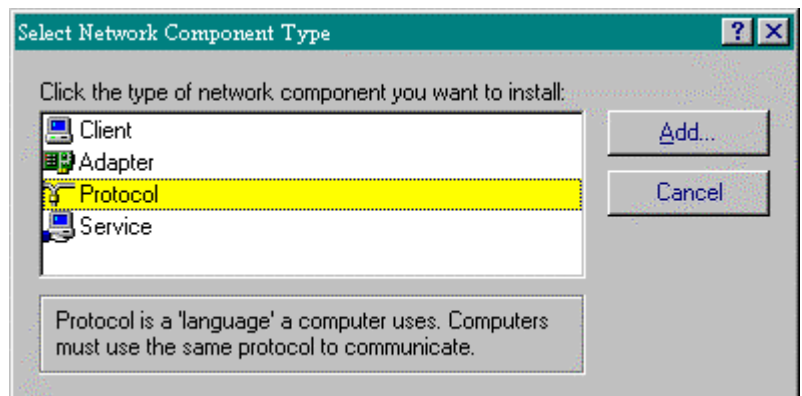 Select Network Component Type
Click the type of network component you want to install:
Client
Adapter
Protocol
Service
Add...
Cancel
Protocol is a 'language' a computer uses. Computers
must use the same protocol to communicate.